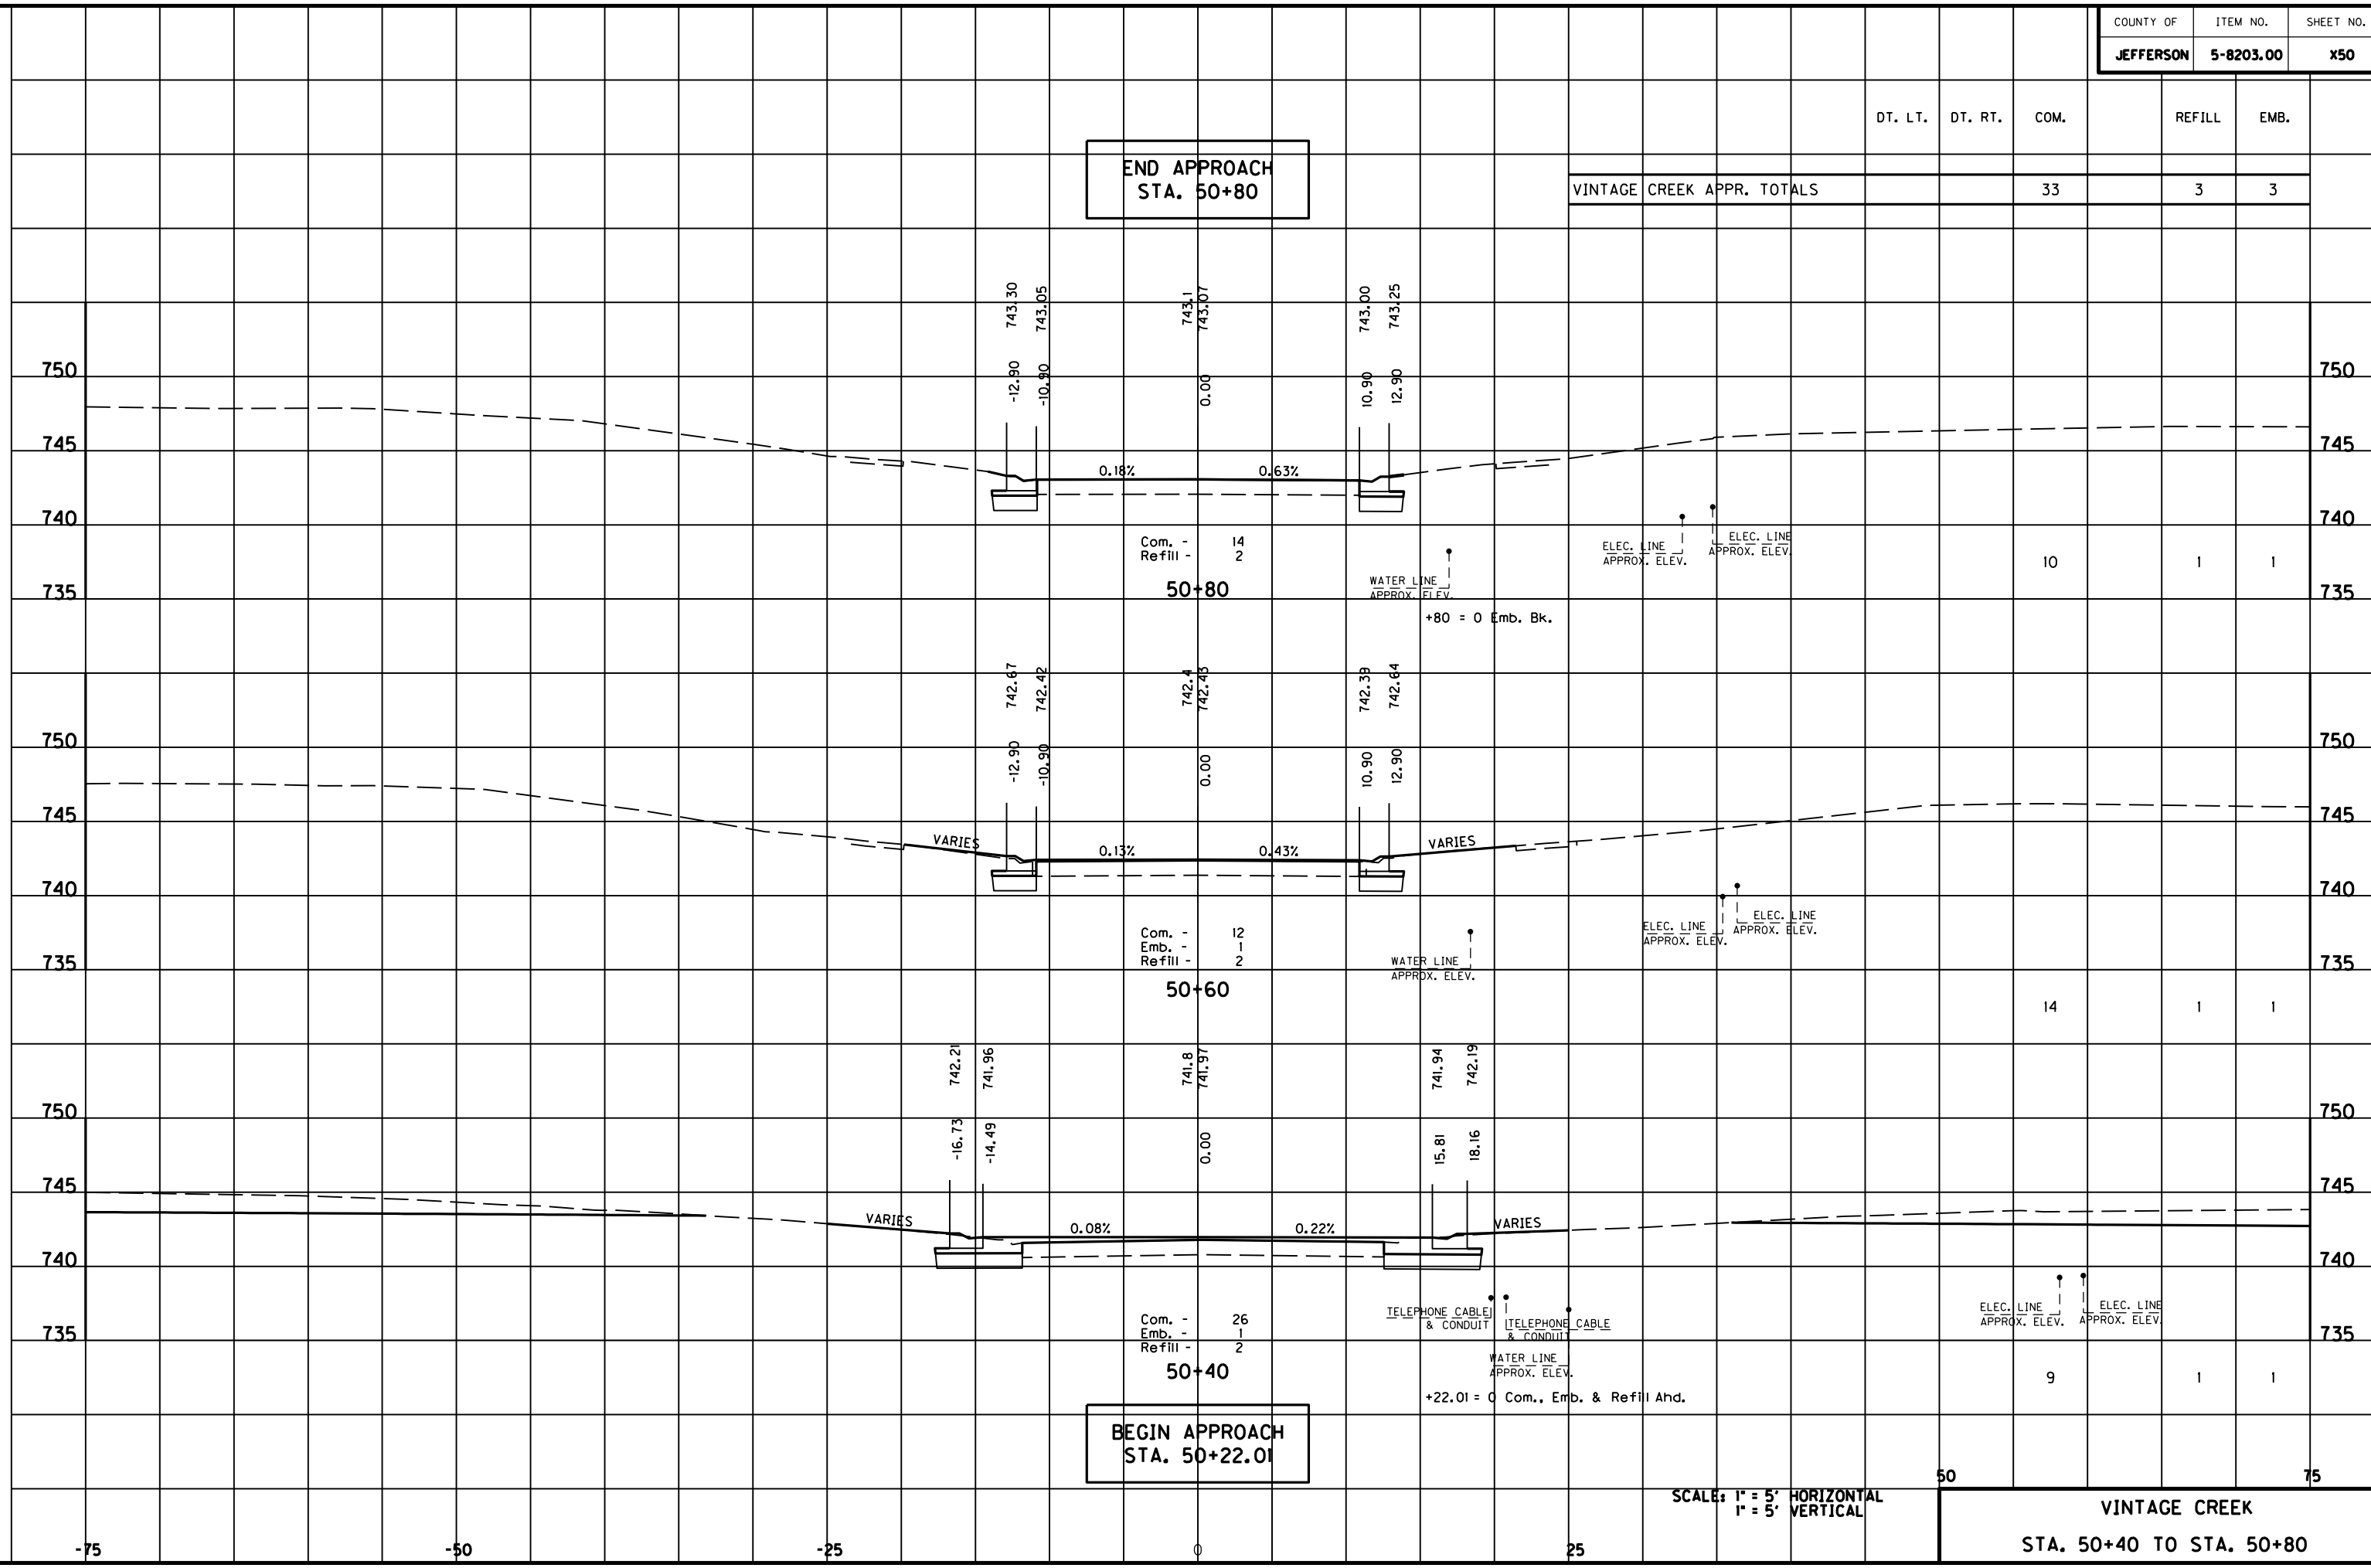 COUNTY OF ITEM NO. SHEET NO.
JEFFERSON 5-8203.00 X50
DT. LT. DT. RT. COM. REFILL EMB.
END APPROACH
STA. 50+80
VINTAGE CREEK APPR. TOTALS 33 3 3
743.30 743.05 743.1 743.07 743.00 743.25
-12.90 -10.90 0.00 10.90 12.90
750 750
745 745
0.18% 0.63%
740 740
Com. - 14
Refill - 2
50+80
WATER LINE
APPROX. ELEV.
ELEC. LINE
APPROX. ELEV.
ELEC. LINE
APPROX. ELEV.
10 1 1
735 735
+80 = 0 Emb. Bk.
742.67 742.42 742.4 742.43 742.39 742.64
-12.90 -10.90 0.00 10.90 12.90
750 750
745 745
VARIES 0.13% 0.43% VARIES
740 740
Com. - 12
Emb. - 1
Refill - 2
50+60
WATER LINE
APPROX. ELEV.
ELEC. LINE
APPROX. ELEV.
ELEC. LINE
APPROX. ELEV.
735 735
14 1 1
742.21 741.96 741.8 741.97 741.94 742.19
-16.73 -14.49 0.00 15.81 18.16
750 750
745 745
VARIES 0.08% 0.22% VARIES
740 740
Com. - 26
Emb. - 1
Refill - 2
50+40
TELEPHONE CABLE
& CONDUIT
TELEPHONE CABLE
& CONDUIT
WATER LINE
APPROX. ELEV.
ELEC. LINE
APPROX. ELEV.
ELEC. LINE
APPROX. ELEV.
735 735
9 1 1
+22.01 = 0 Com., Emb. & Refill Ahd.
BEGIN APPROACH
STA. 50+22.01
50 75
SCALE: 1" = 5' HORIZONTAL
1" = 5' VERTICAL
VINTAGE CREEK
STA. 50+40 TO STA. 50+80
-75 -50 -25 0 25